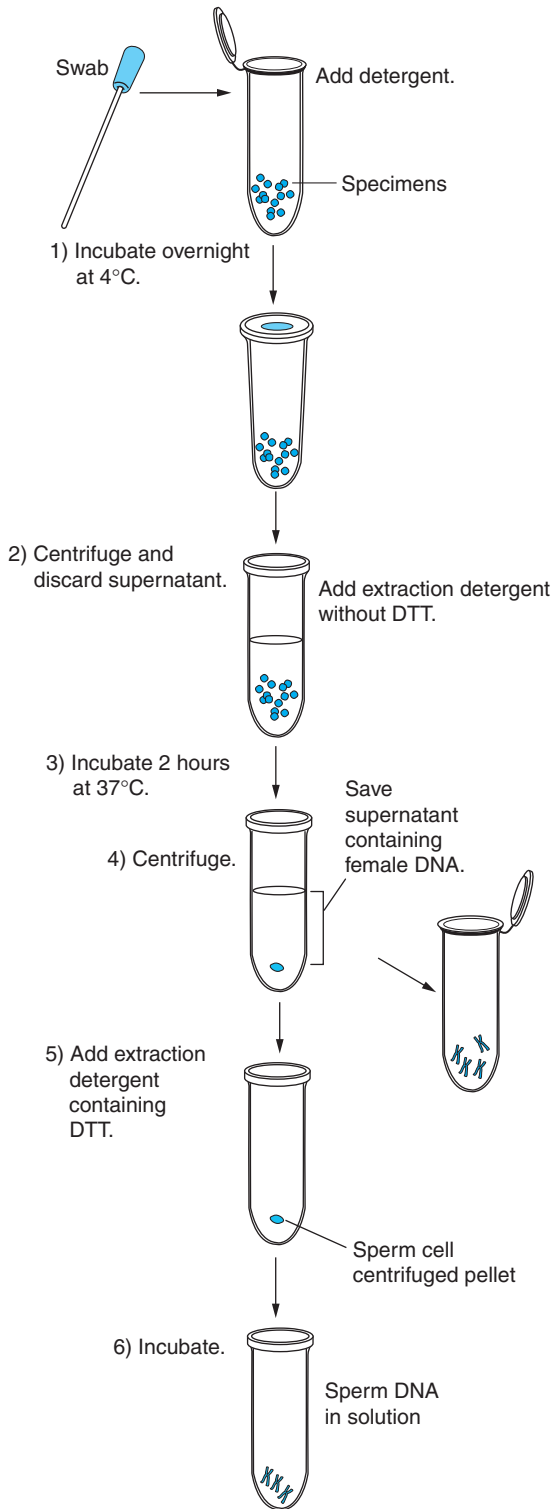 Swab
Add detergent.
Specimens
1) Incubate overnight
at 4°C.
2) Centrifuge and
discard supernatant.
Add extraction detergent
without DTT.
3) Incubate 2 hours
at 37°C.
Save
supernatant
containing
female DNA.
4) Centrifuge.
5) Add extraction
detergent
containing
DTT.
Sperm cell
centrifuged pellet
6) Incubate.
Sperm DNA
in solution